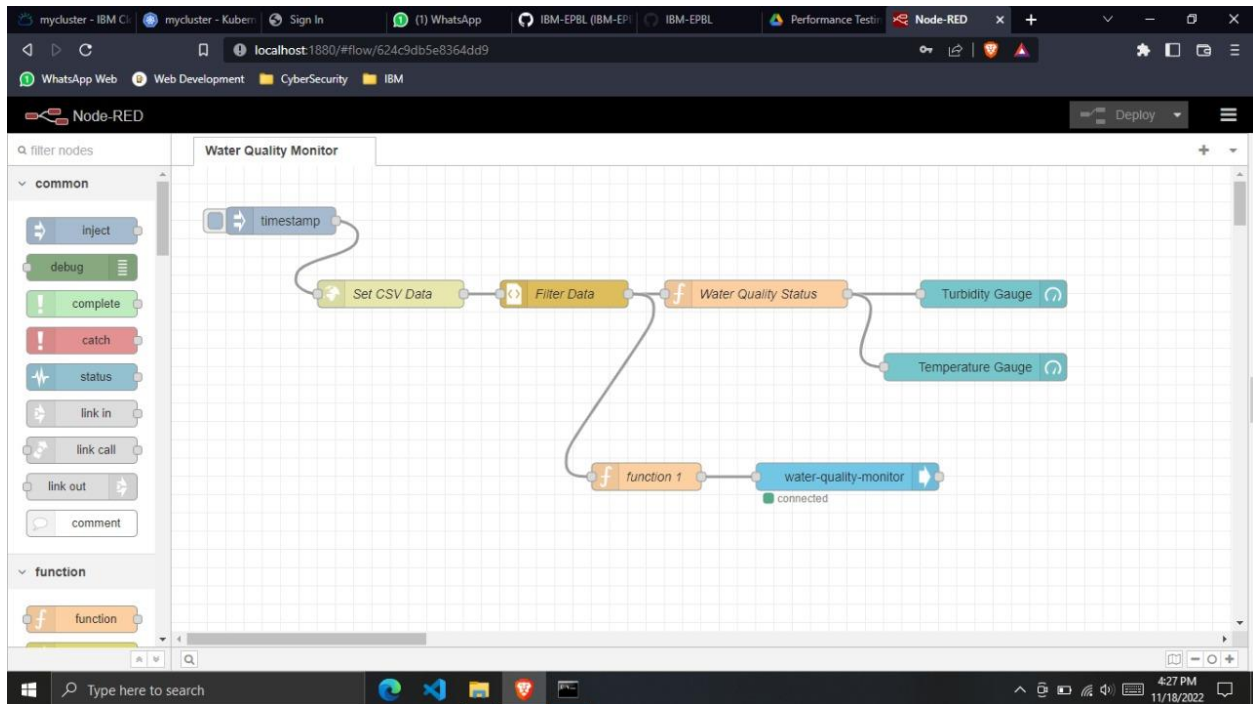 mycluster - IBM Cl
mycluster - Kubern
Sign In
(1) WhatsApp
IBM-EPBL (IBM-EPI
IBM-EPBL
Performance Testin
Node-RED
localhost:1880/#flow/624c9db5e8364dd9
WhatsApp Web
Web Development
CyberSecurity
IBM
Node-RED
Deploy
filter nodes
Water Quality Monitor
common
timestamp
inject
debug
Set CSV Data
Filter Data
Water Quality Status
Turbidity Gauge
complete
catch
status
Temperature Gauge
link in
link call
link out
function 1
water-quality-monitor
connected
comment
function
function
Type here to search
4:27 PM
11/18/2022